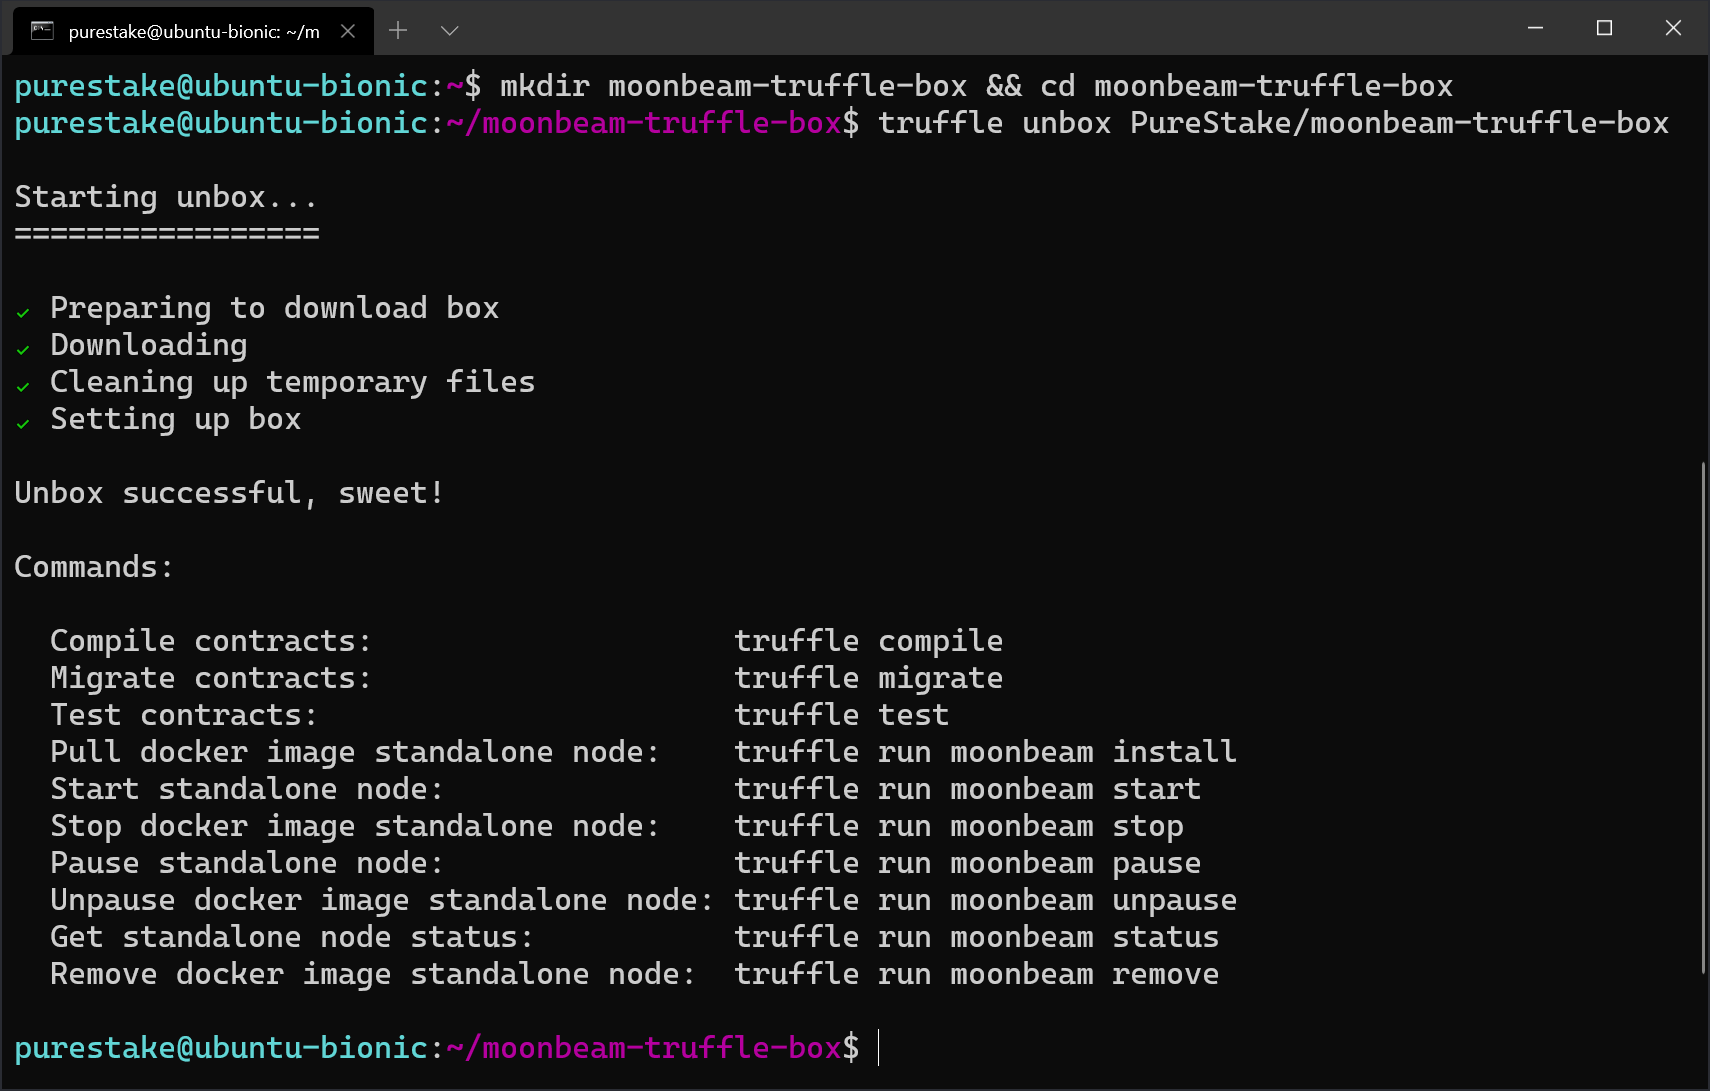 purestake@ubuntu-bionic: ~/m
purestake@ubuntu-bionic:~$ mkdir moonbeam-truffle-box && cd moonbeam-truffle-box
purestake@ubuntu-bionic:~/moonbeam-truffle-box$ truffle unbox PureStake/moonbeam-truffle-box
Starting unbox...
=================
✓ Preparing to download box
✓ Downloading
✓ Cleaning up temporary files
✓ Setting up box
Unbox successful, sweet!
Commands:
Compile contracts: truffle compile
Migrate contracts: truffle migrate
Test contracts: truffle test
Pull docker image standalone node: truffle run moonbeam install
Start standalone node: truffle run moonbeam start
Stop docker image standalone node: truffle run moonbeam stop
Pause standalone node: truffle run moonbeam pause
Unpause docker image standalone node: truffle run moonbeam unpause
Get standalone node status: truffle run moonbeam status
Remove docker image standalone node: truffle run moonbeam remove
purestake@ubuntu-bionic:~/moonbeam-truffle-box$